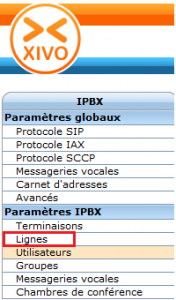 XIVO
IPBX
Paramètres globaux
Protocole SIP
Protocole IAX
Protocole SCCP
Messageries vocales
Carnet d'adresses
Avancés
Paramètres IPBX
Terminaisons
Lignes
Utilisateurs
Groupes
Messageries vocales
Chambres de conférence